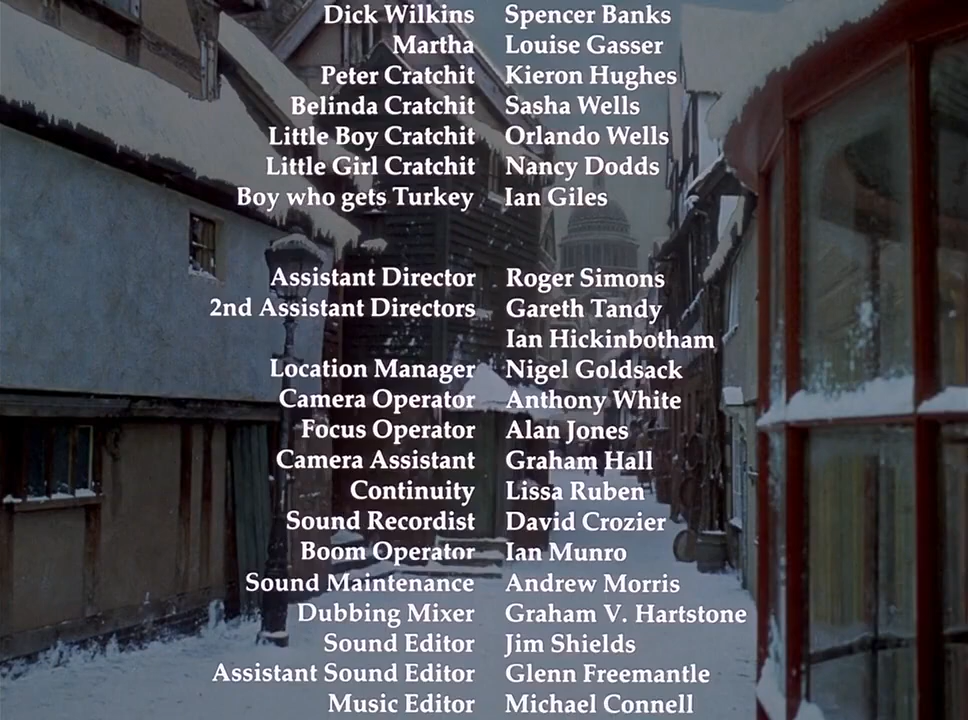 Dick Wilkins Spencer Banks
Martha Louise Gasser
Peter Cratchit Kieron Hughes
Belinda Cratchit Sasha Wells
Little Boy Cratchit Orlando Wells
Little Girl Cratchit Nancy Dodds
Boy who gets Turkey Ian Giles
Assistant Director Roger Simons
2nd Assistant Directors Gareth Tandy
Ian Hickinbotham
Location Manager Nigel Goldsack
Camera Operator Anthony White
Focus Operator Alan Jones
Camera Assistant Graham Hall
Continuity Lissa Ruben
Sound Recordist David Crozier
Boom Operator Ian Munro
Sound Maintenance Andrew Morris
Dubbing Mixer Graham V. Hartstone
Sound Editor Jim Shields
Assistant Sound Editor Glenn Freemantle
Music Editor Michael Connell